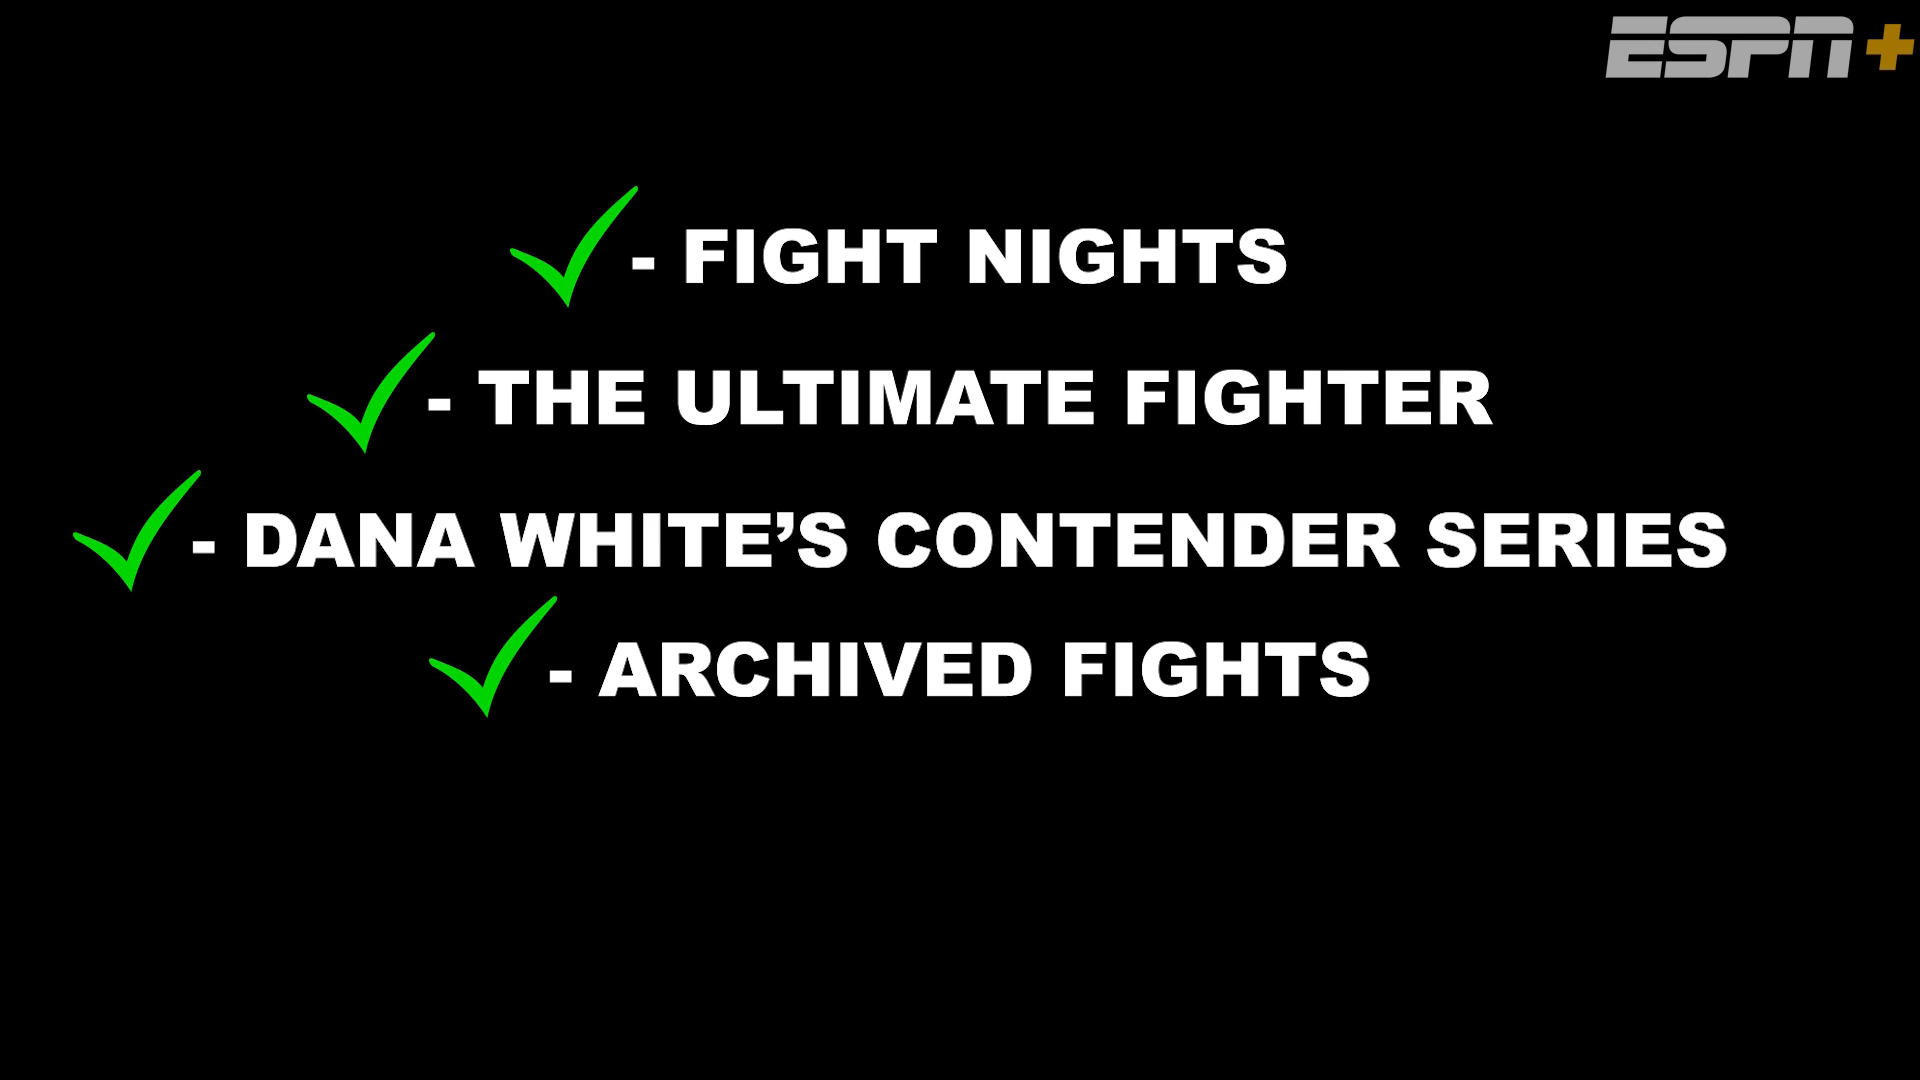 ESPN+
- FIGHT NIGHTS
- THE ULTIMATE FIGHTER
- DANA WHITE’S CONTENDER SERIES
- ARCHIVED FIGHTS